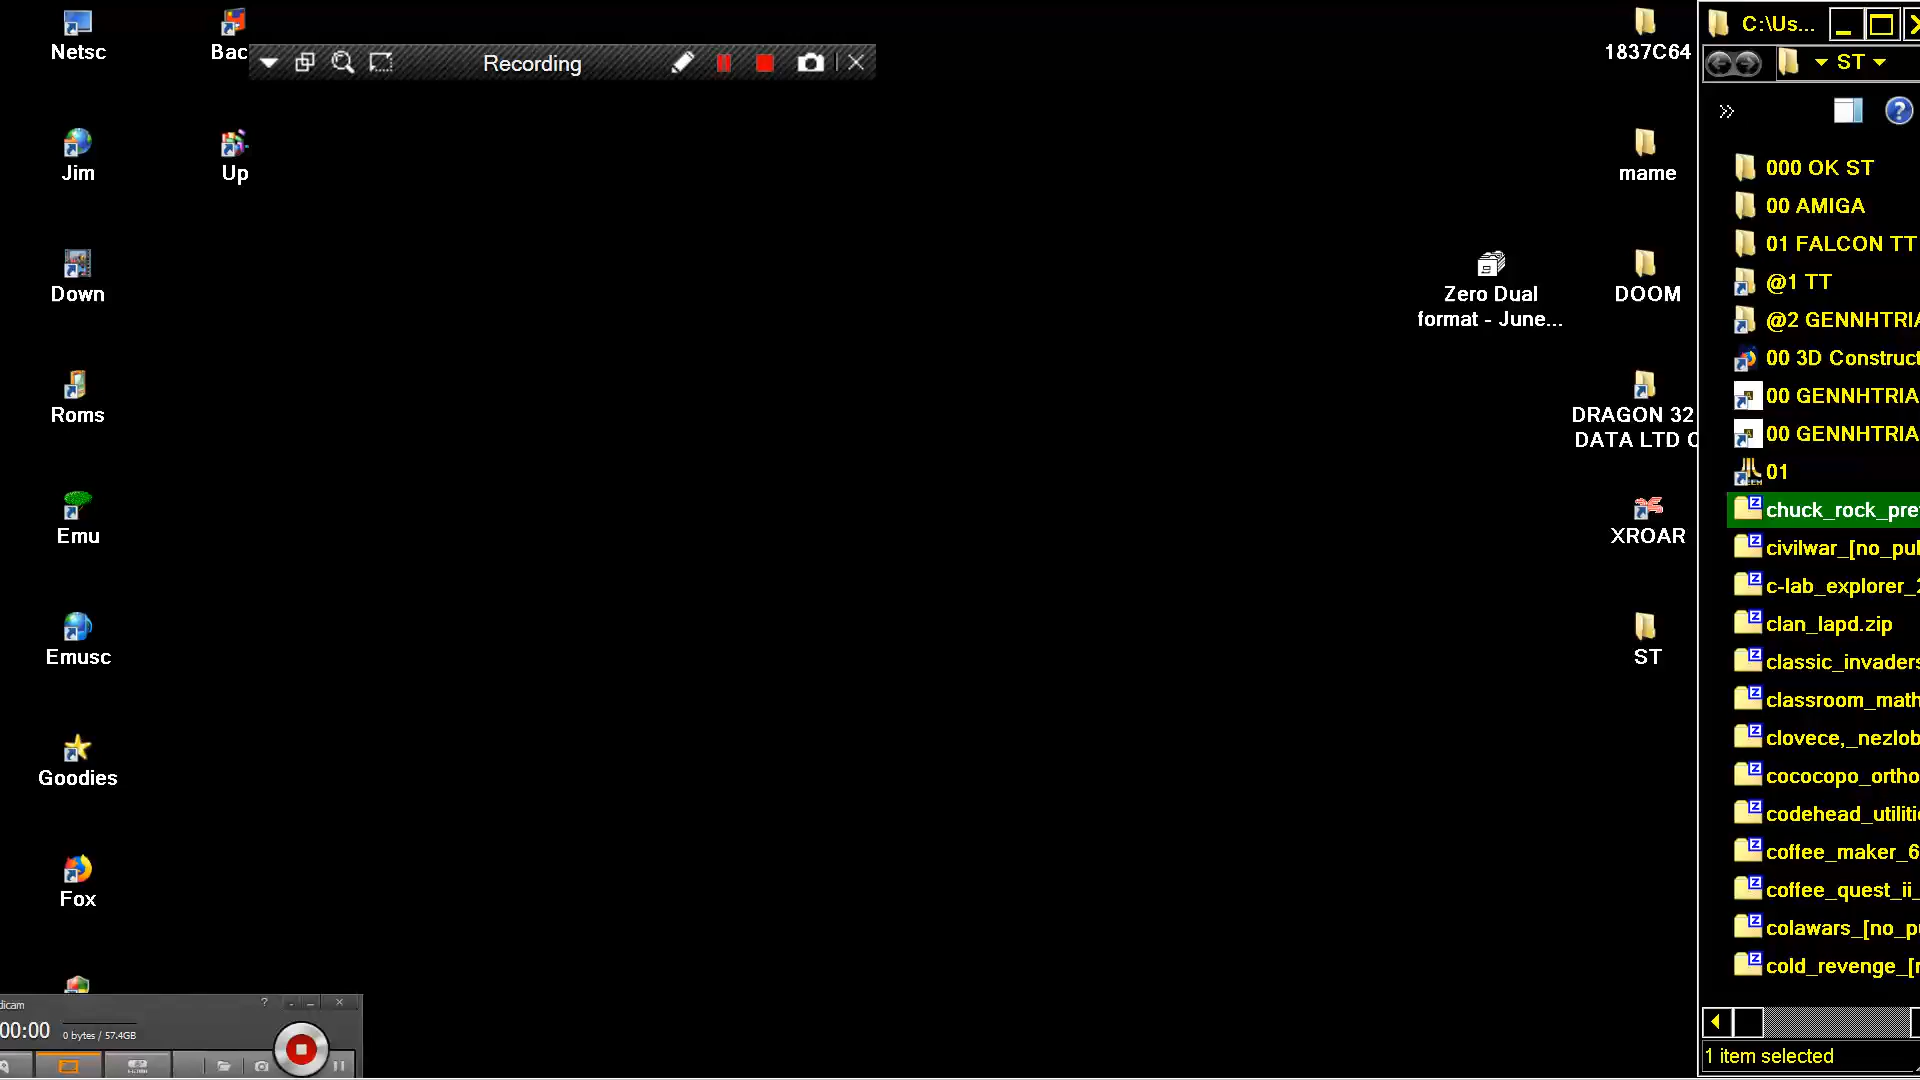 Netsc
Bac
Recording
1837C64
C:\Us...
ST
Jim
Up
mame
Down
Zero Dual
format - June...
DOOM
Roms
DRAGON 32
DATA LTD
XROAR
Emu
Emusc
ST
Goodies
Fox
000 OK ST
00 AMIGA
01 FALCON TT
@1 TT
@2 GENNHTRIA
00 3D Construct
00 GENNHTRIA
00 GENNHTRIA
01
chuck_rock_pre
civilwar_[no_pu
c-lab_explorer_
clan_lapd.zip
classic_invaders
classroom_math
clovece,_nezlob
cococopo_ortho
codehead_utiliti
coffee_maker_6
coffee_quest_ii_
colawars_[no_p
cold_revenge_[
1 item selected
dicam
00:00
0 bytes / 57.4GB